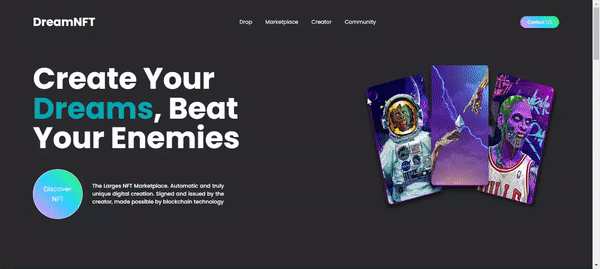 DreamNFT
Drop Marketplace Creator Community
Contact US
Create Your
Dreams, Beat
Your Enemies
Discover
NFT
The Larges NFT Marketplace. Automatic and truly
unique digital creation. Signed and issued by the
creator, made possible by blockchain technology
BULLS